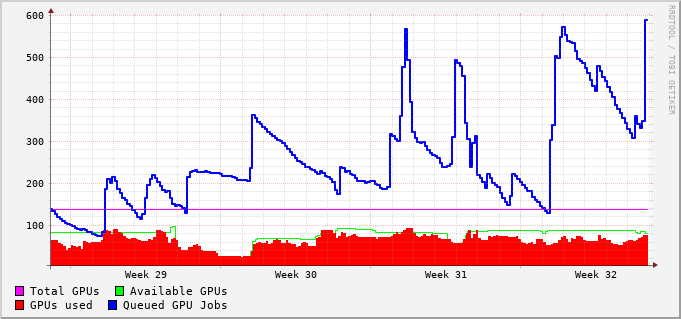 600
500
400
300
200
100
Week 29 Week 30 Week 31 Week 32
Total GPUs Available GPUs
GPUs used Queued GPU Jobs
RRDTOOL / TOBI OETIKER